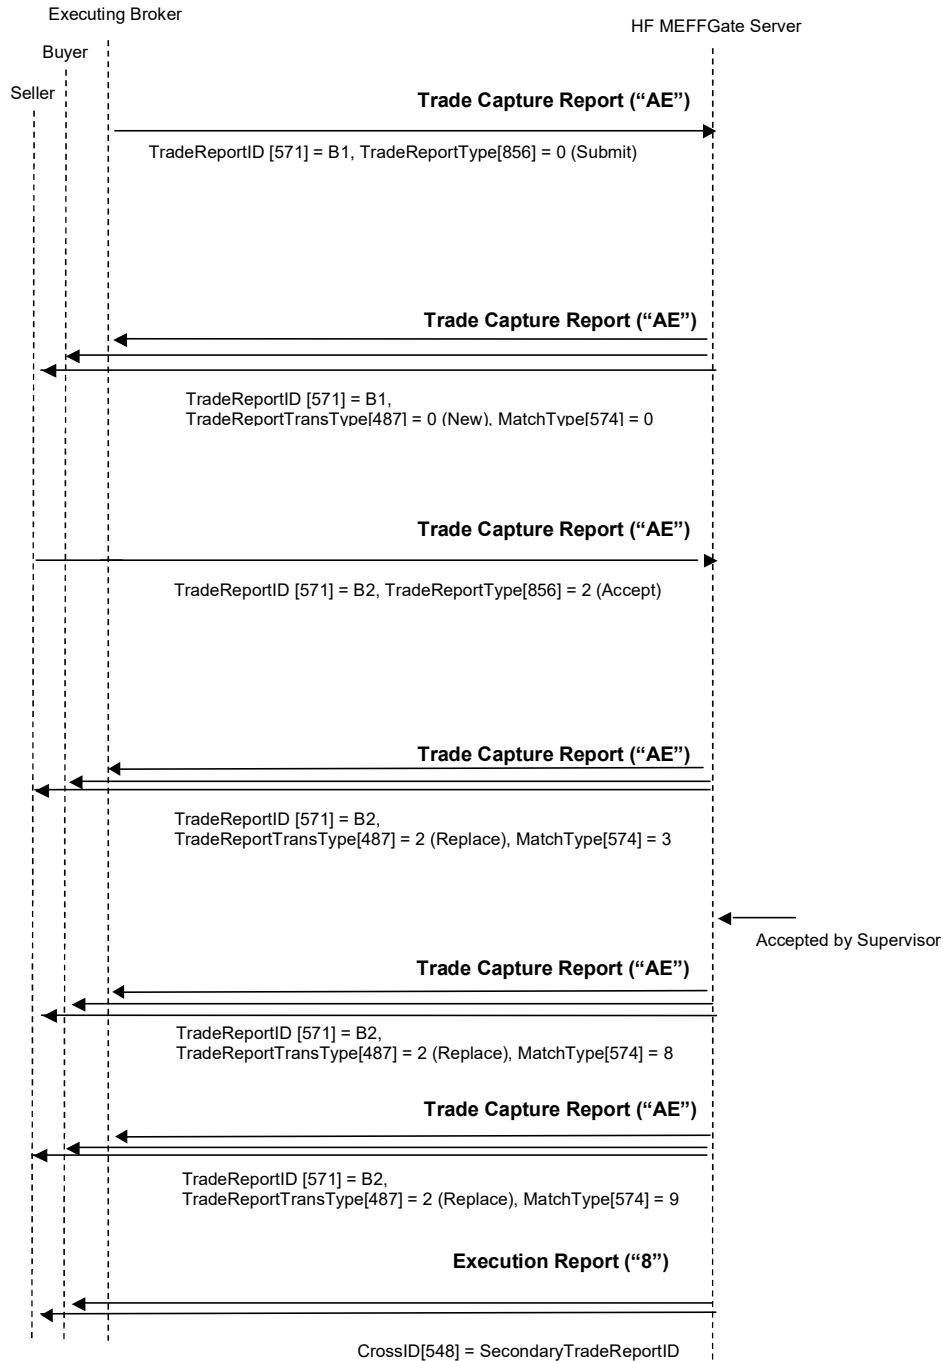 Executing Broker
HF MEFFGate Server
Buyer
Seller
Trade Capture Report (“AE”)
TradeReportID [571] = B1, TradeReportType[856] = 0 (Submit)
Trade Capture Report (“AE”)
TradeReportID [571] = B1,
TradeReportTransType[487] = 0 (New), MatchType[574] = 0
Trade Capture Report (“AE”)
TradeReportID [571] = B2, TradeReportType[856] = 2 (Accept)
Trade Capture Report (“AE”)
TradeReportID [571] = B2,
TradeReportTransType[487] = 2 (Replace), MatchType[574] = 3
Accepted by Supervisor
Trade Capture Report (“AE”)
TradeReportID [571] = B2,
TradeReportTransType[487] = 2 (Replace), MatchType[574] = 8
Trade Capture Report (“AE”)
TradeReportID [571] = B2,
TradeReportTransType[487] = 2 (Replace), MatchType[574] = 9
Execution Report (“8”)
CrossID[548] = SecondaryTradeReportID